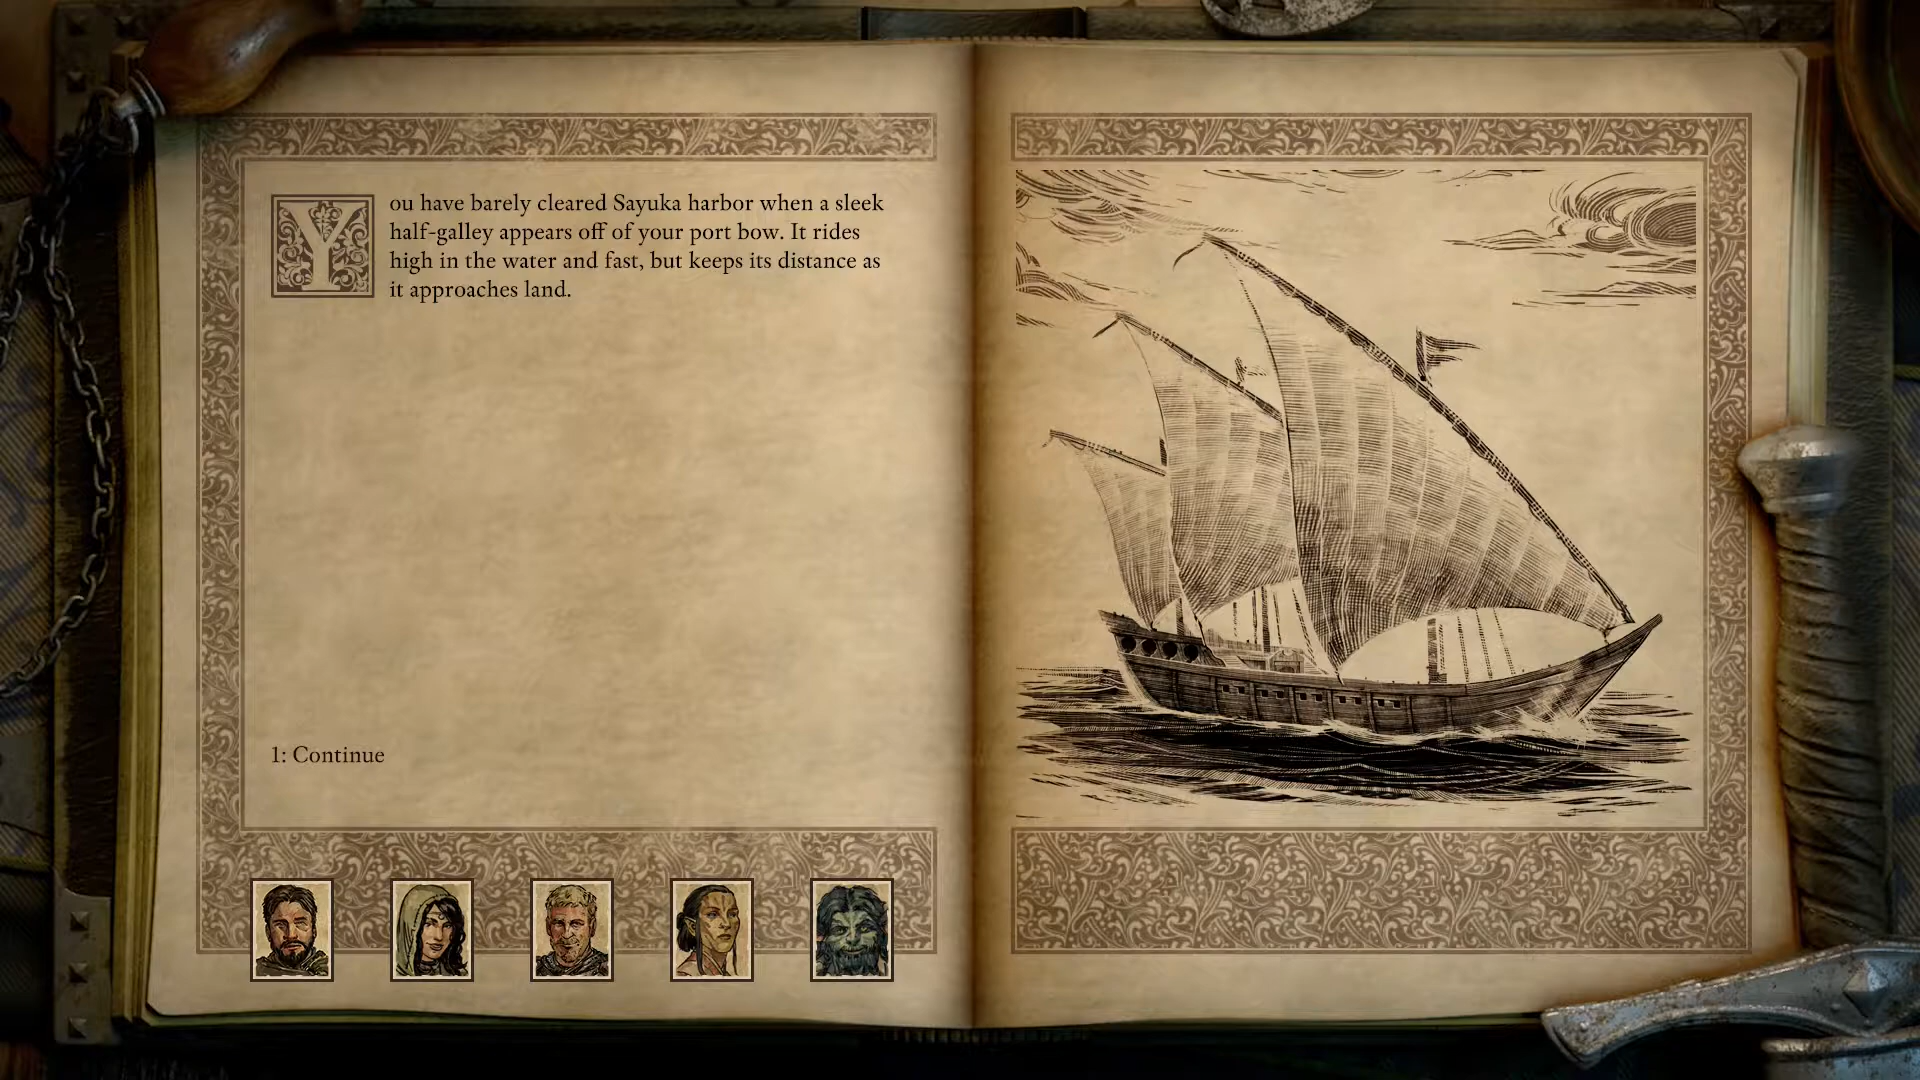 You have barely cleared Sayuka harbor when a sleek
half-galley appears off of your port bow. It rides
high in the water and fast, but keeps its distance as
it approaches land.
1: Continue